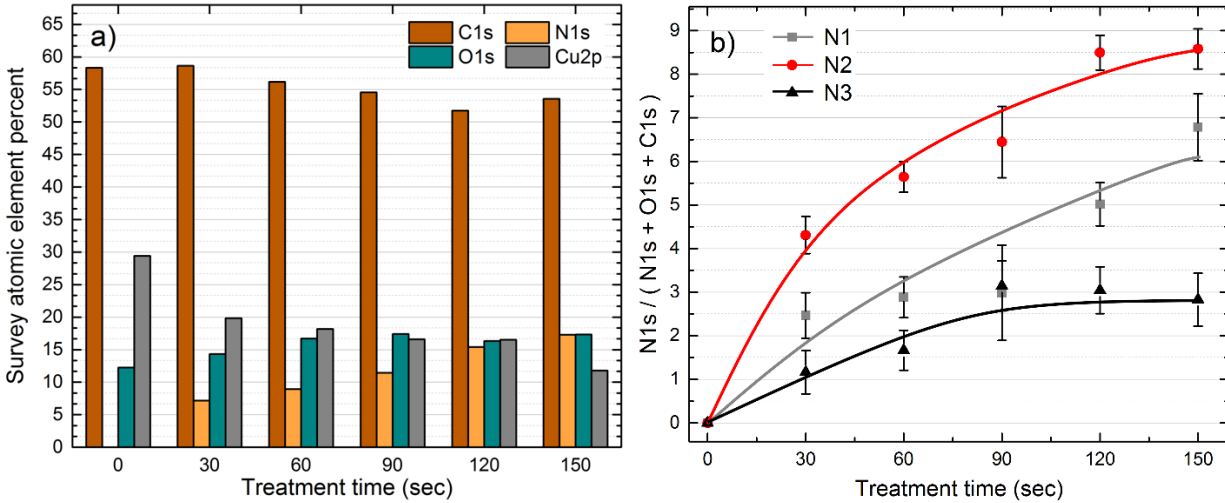 a)
C1s
N1s
O1s
Cu2p
65
60
55
50
45
40
35
30
25
20
15
10
5
0
Survey atomic element percent
0 30 60 90 120 150
Treatment time (sec)
b)
N1
N2
N3
9
8
7
6
5
4
3
2
1
0
N1s / ( N1s + O1s + C1s)
0 30 60 90 120 150
Treatment time (sec)